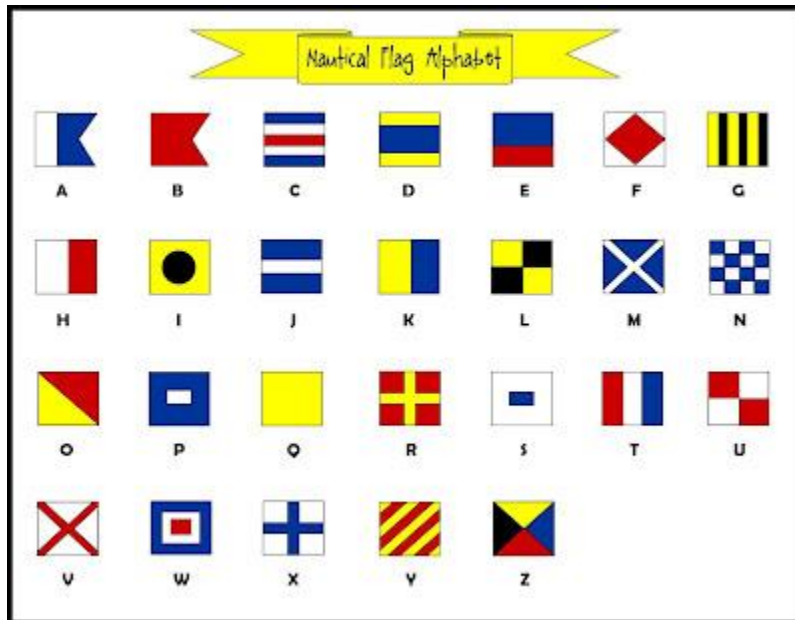 Nautical Flag Alphabet
A B C D E F G
H I J K L M N
O P Q R S T U
V W X Y Z